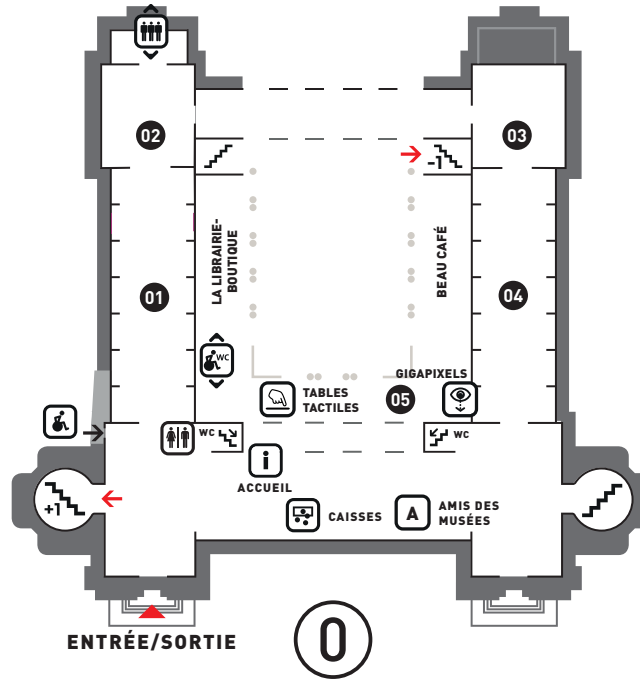 02
03
-1
LA LIBRAIRIE-
BOUTIQUE
BEAU CAFÉ
01
04
WC
GIGAPIXELS
TABLES
TACTILES
05
WC
WC
i
ACCUEIL
+1
CAISSES
A
AMIS DES
MUSÉES
ENTRÉE/SORTIE
0